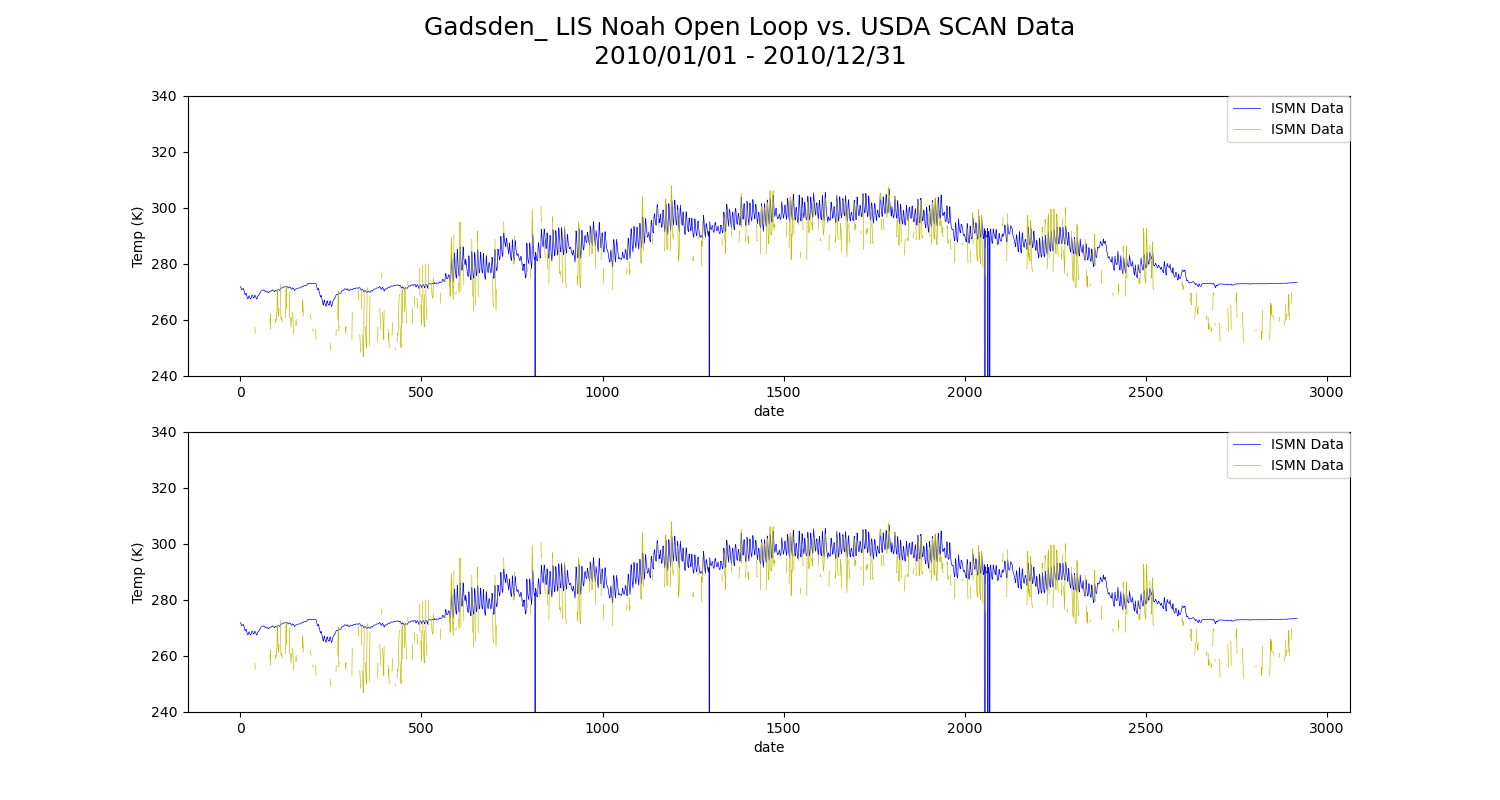 Gadsden_ LIS Noah Open Loop vs. USDA SCAN Data
2010/01/01 - 2010/12/31
340
320
300
280
260
240
Temp (K)
ISMN Data
ISMN Data
0 500 1000 1500 2000 2500 3000
date
340
320
300
280
260
240
Temp (K)
ISMN Data
ISMN Data
0 500 1000 1500 2000 2500 3000
date